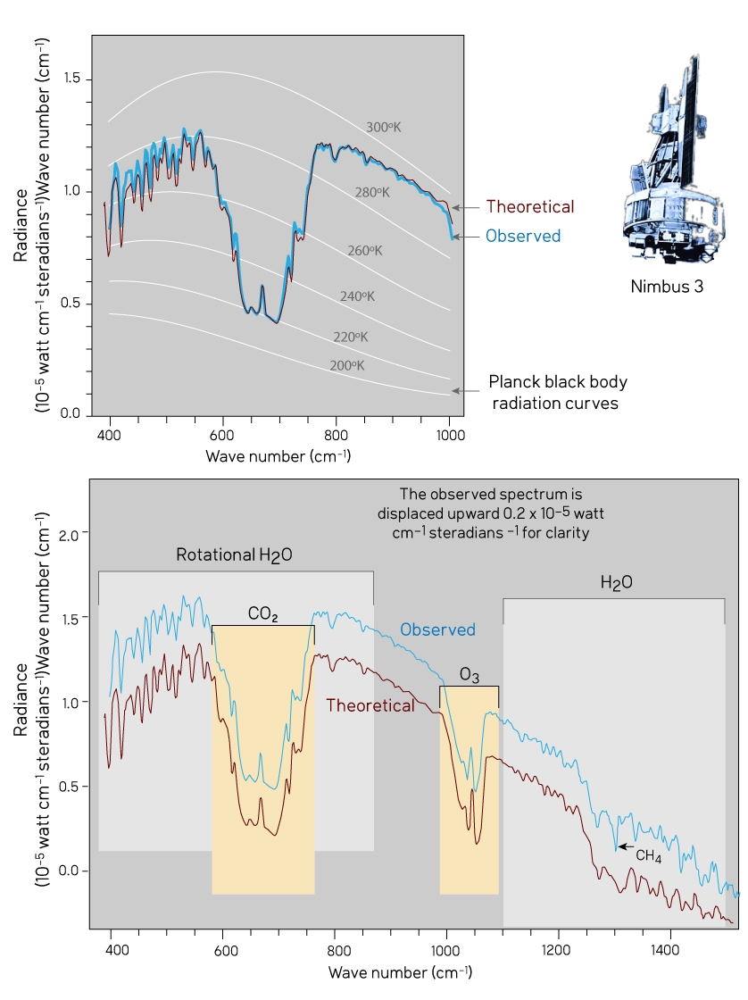 Radiance
(10⁻⁵ watt cm⁻¹ steradians⁻¹)Wave number (cm⁻¹)
1.5
1.0
0.5
0.0
300ºK
280ºK
260ºK
240ºK
220ºK
200ºK
Theoretical
Observed
Nimbus 3
Planck black body
radiation curves
400 600 800 1000
Wave number (cm⁻¹)
The observed spectrum is
displaced upward 0.2 x 10⁻⁵ watt
cm⁻¹ steradians ⁻¹ for clarity
Radiance
(10⁻⁵ watt cm⁻¹ steradians⁻¹)Wave number (cm⁻¹)
2.0
1.5
1.0
0.5
0.0
Rotational H₂O
H₂O
CO₂
Observed
O₃
Theoretical
CH₄
400 600 800 1000 1200 1400
Wave number (cm⁻¹)